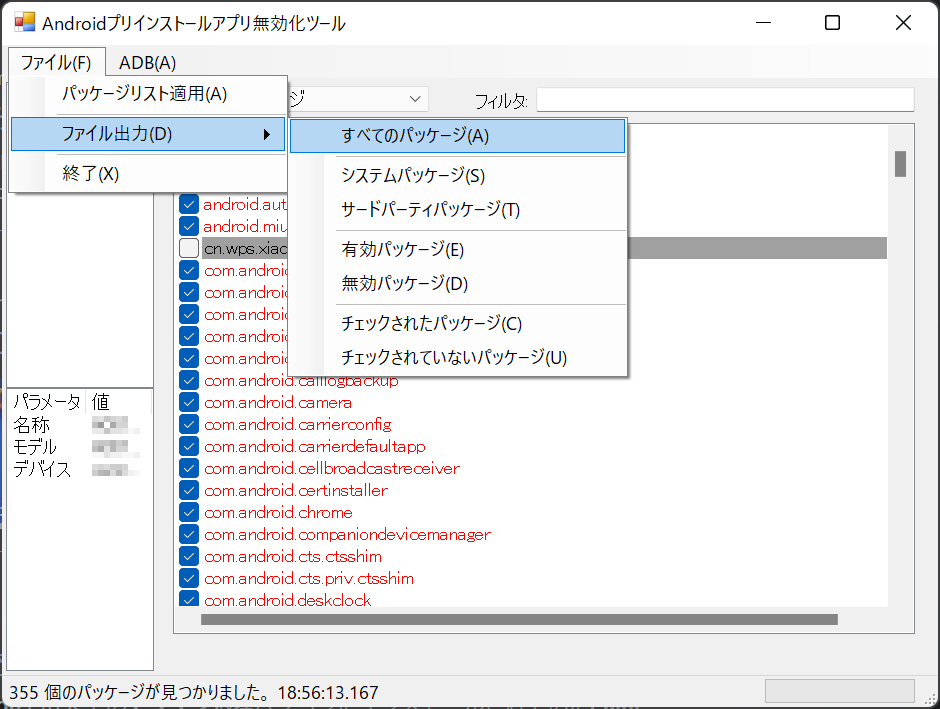 Androidプリインストールアプリ無効化ツール
ファイル(F) ADB(A)
パッケージリスト適用(A)
ファイル出力(D)
終了(X)
ジ
フィルタ:
すべてのパッケージ(A)
システムパッケージ(S)
サードパーティパッケージ(T)
有効パッケージ(E)
無効パッケージ(D)
チェックされたパッケージ(C)
チェックされていないパッケージ(U)
android.aut
android.miu
cn.wps.xiao
com.androi
com.androi
com.androi
com.androi
com.androi
com.android.calllogbackup
com.android.camera
com.android.carrierconfig
com.android.carrierdefaultapp
com.android.cellbroadcastreceiver
com.android.certinstaller
com.android.chrome
com.android.companiondevicemanager
com.android.cts.ctsshim
com.android.cts.priv.ctsshim
com.android.deskclock
パラメータ 値
名称
モデル
デバイス
355 個のパッケージが見つかりました。18:56:13.167